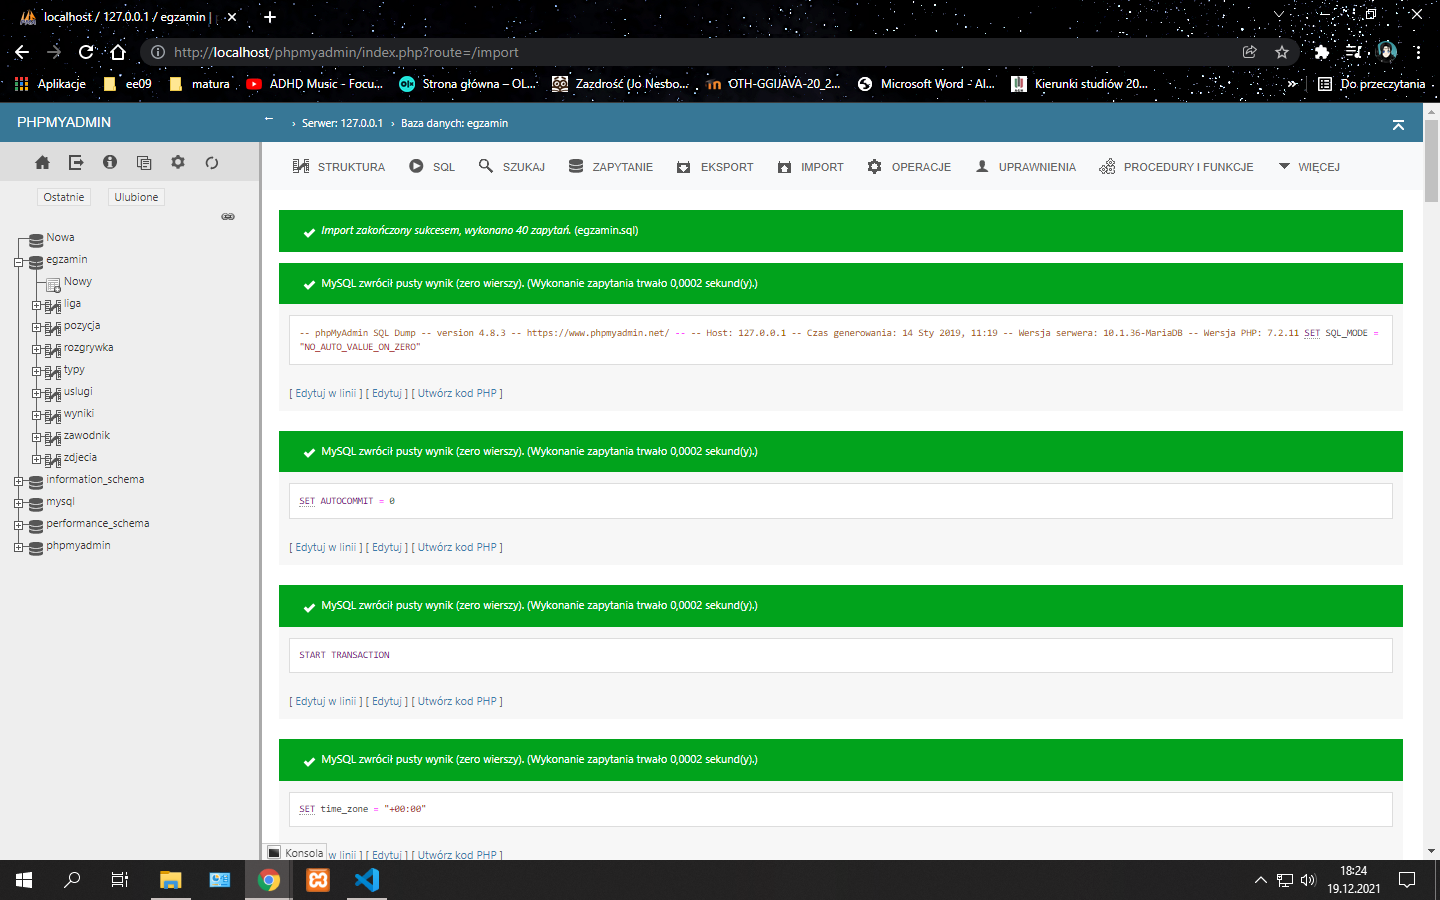 localhost / 127.0.0.1 / egzamin |
http://localhost/phpmyadmin/index.php?route=/import
Aplikacje ee09 matura ADHD Music - Focu... Strona główna – OL... Zazdrość (Jo Nesbo... OTH-GGIJAVA-20_2... Microsoft Word - Al... Kierunki studiów 20... » Do przeczytania
PHPMYADMIN
← › Serwer: 127.0.0.1 › Baza danych: egzamin
STRUKTURA SQL SZUKAJ ZAPYTANIE EKSPORT IMPORT OPERACJE UPRAWNIENIA PROCEDURY I FUNKCJE WIĘCEJ
Ostatnie Ulubione
Nowa
egzamin
Nowy
liga
pozycja
rozgrywka
typy
uslugi
wyniki
zawodnik
zdjecia
information_schema
mysql
performance_schema
phpmyadmin
Import zakończony sukcesem, wykonano 40 zapytań. (egzamin.sql)
MySQL zwrócił pusty wynik (zero wierszy). (Wykonanie zapytania trwało 0,0002 sekund(y).)
-- phpMyAdmin SQL Dump -- version 4.8.3 -- https://www.phpmyadmin.net/ -- -- Host: 127.0.0.1 -- Czas generowania: 14 Sty 2019, 11:19 -- Wersja serwera: 10.1.36-MariaDB -- Wersja PHP: 7.2.11 SET SQL_MODE =
"NO_AUTO_VALUE_ON_ZERO"
[ Edytuj w linii ] [ Edytuj ] [ Utwórz kod PHP ]
MySQL zwrócił pusty wynik (zero wierszy). (Wykonanie zapytania trwało 0,0002 sekund(y).)
SET AUTOCOMMIT = 0
[ Edytuj w linii ] [ Edytuj ] [ Utwórz kod PHP ]
MySQL zwrócił pusty wynik (zero wierszy). (Wykonanie zapytania trwało 0,0002 sekund(y).)
START TRANSACTION
[ Edytuj w linii ] [ Edytuj ] [ Utwórz kod PHP ]
MySQL zwrócił pusty wynik (zero wierszy). (Wykonanie zapytania trwało 0,0002 sekund(y).)
SET time_zone = "+00:00"
Konsola w linii ] [ Edytuj ] [ Utwórz kod PHP ]
18:24
19.12.2021